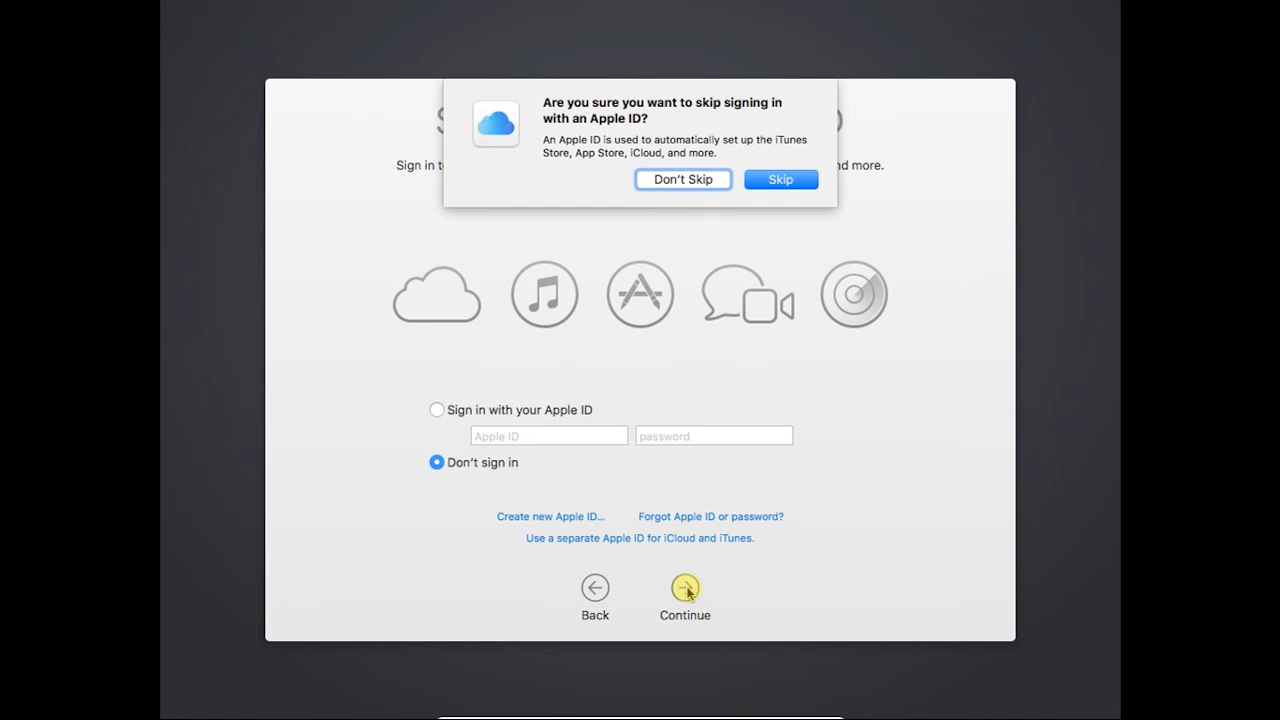 Are you sure you want to skip signing in
with an Apple ID?
An Apple ID is used to automatically set up the iTunes
Store, App Store, iCloud, and more.
Don't Skip
Skip
Sign in
nd more.
Sign in with your Apple ID
Apple ID
password
Don't sign in
Create new Apple ID...
Forgot Apple ID or password?
Use a separate Apple ID for iCloud and iTunes.
Back
Continue